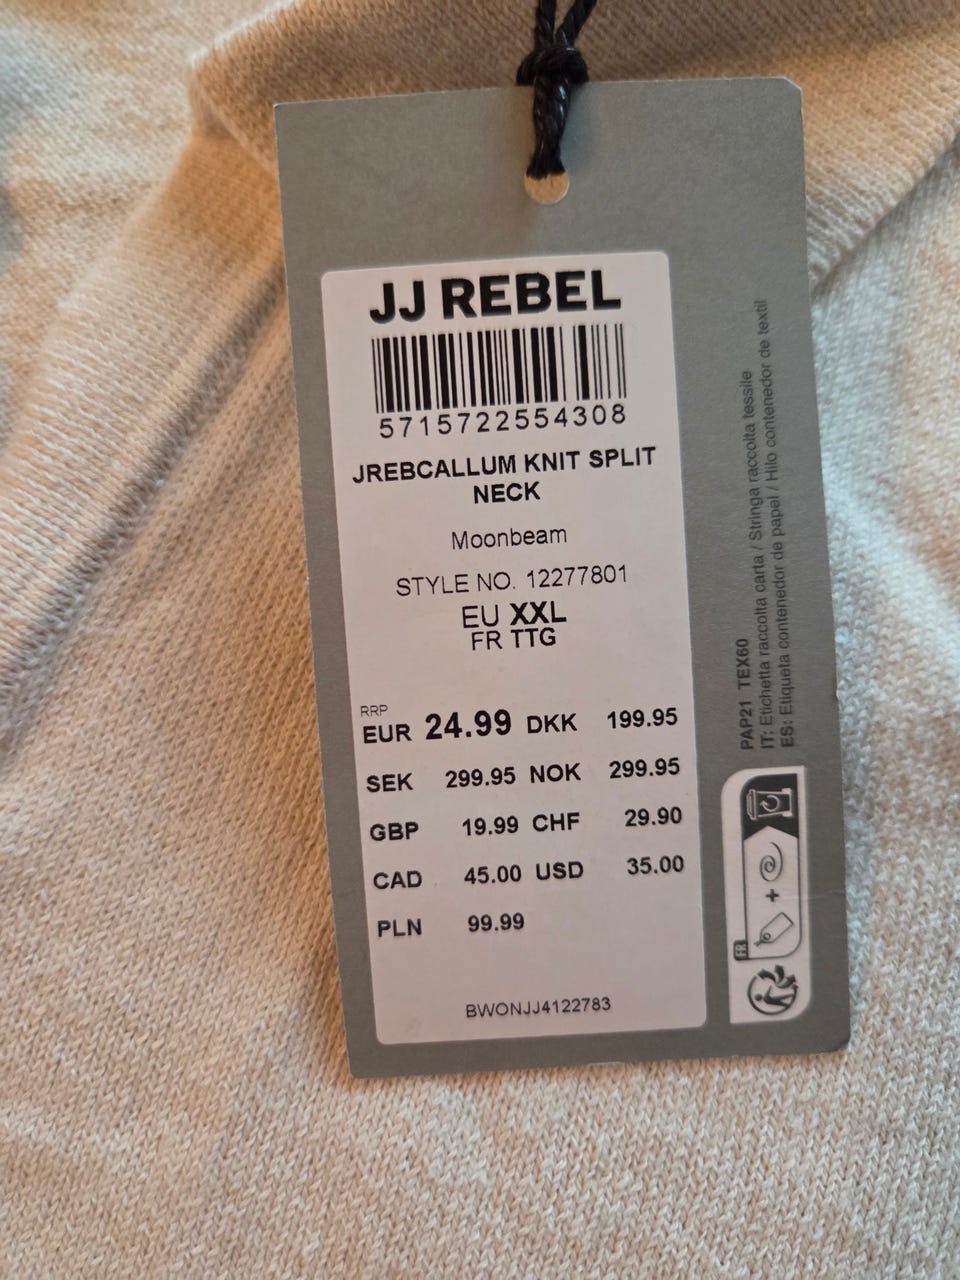 JJ REBEL
5715722554308
JREBCALLUM KNIT SPLIT
NECK
Moonbeam
STYLE NO. 12277801
EU XXL
FR TTG
RRP
EUR 24.99 DKK 199.95
SEK 299.95 NOK 299.95
GBP 19.99 CHF 29.90
CAD 45.00 USD 35.00
PLN 99.99
BWONJJ4122783
PAP21 TEX60
IT: Etichetta raccolta carta / Stringa raccolta tessile
ES: Etiqueta contenedor de papel / Hilo contenedor de textil
FR
+